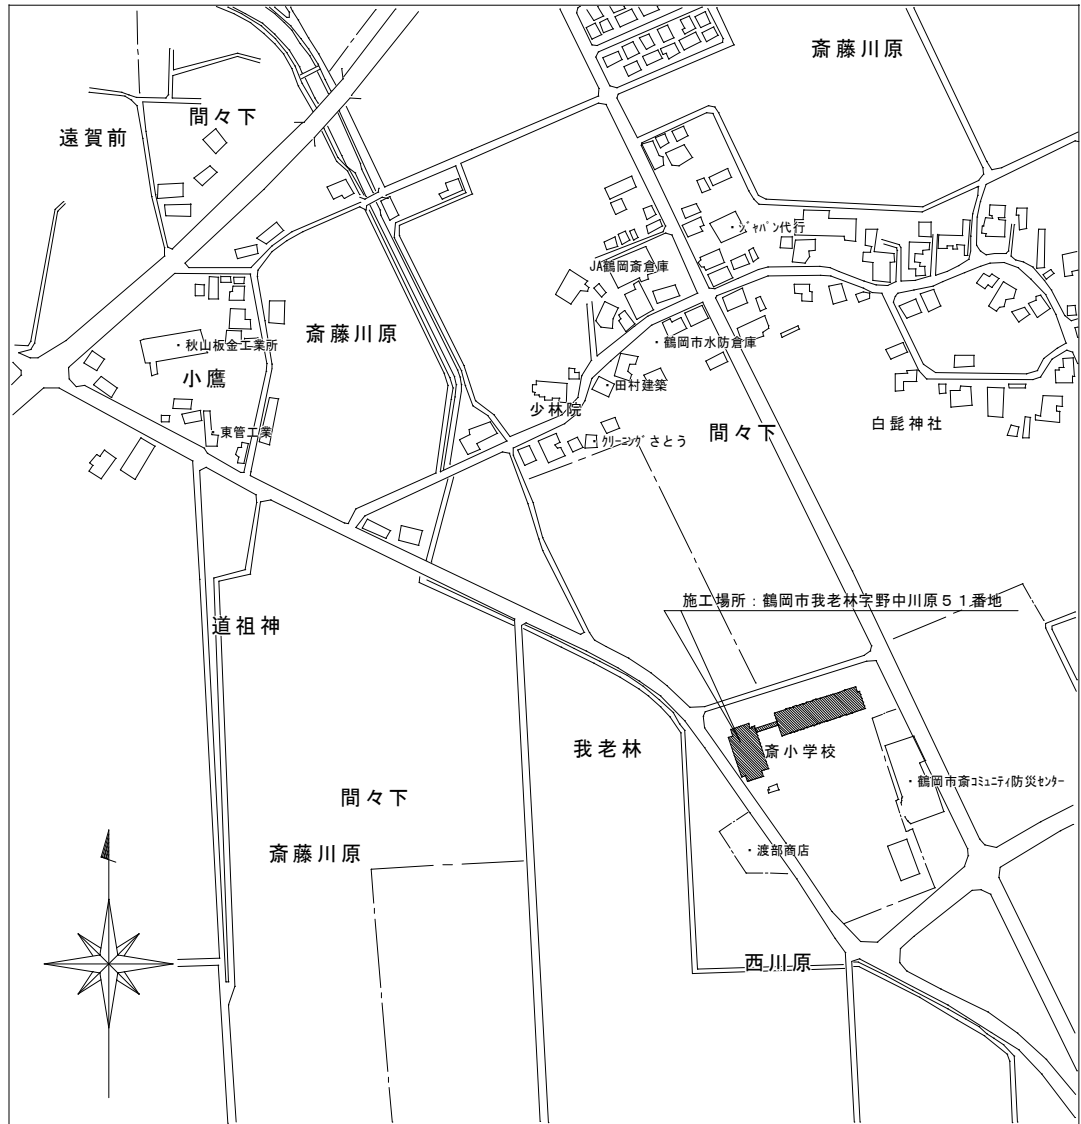 斎藤川原
間々下
遠賀前
・ジャパン代行
JA鶴岡斎倉庫
斎藤川原
・秋山板金工業所
・鶴岡市水防倉庫
小鷹
・田村建築
少林院
白髭神社
・東管工業
間々下
・クリーニングさとう
施工場所：鶴岡市我老林字野中川原５１番地
道祖神
我老林
斎小学校
・鶴岡市斎コミュニティ防災センター
間々下
斎藤川原
・渡部商店
西川原